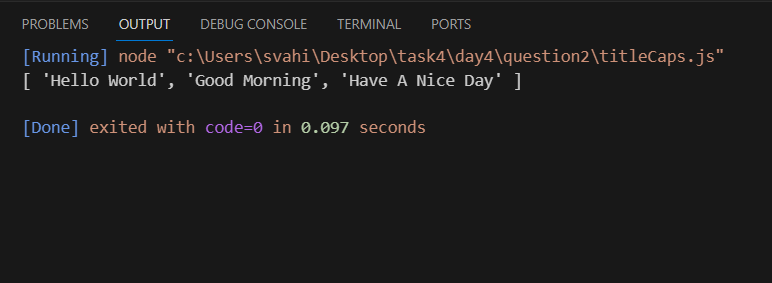 PROBLEMS OUTPUT DEBUG CONSOLE TERMINAL PORTS
[Running] node "c:\Users\svahi\Desktop\task4\day4\question2\titleCaps.js"
[ 'Hello World', 'Good Morning', 'Have A Nice Day' ]
[Done] exited with code=0 in 0.097 seconds